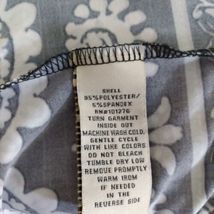 SHELL
95%POLYESTER/
5%SPANDEX
RN#101276
TURN GARMENT
INSIDE OUT
MACHINE WASH COLD,
GENTLE CYCLE
WITH LIKE COLORS
DO NOT BLEACH
TUMBLE DRY LOW
REMOVE PROMPTLY
WARM IRON
IF NEEDED
IN THE
REVERSE SIDE